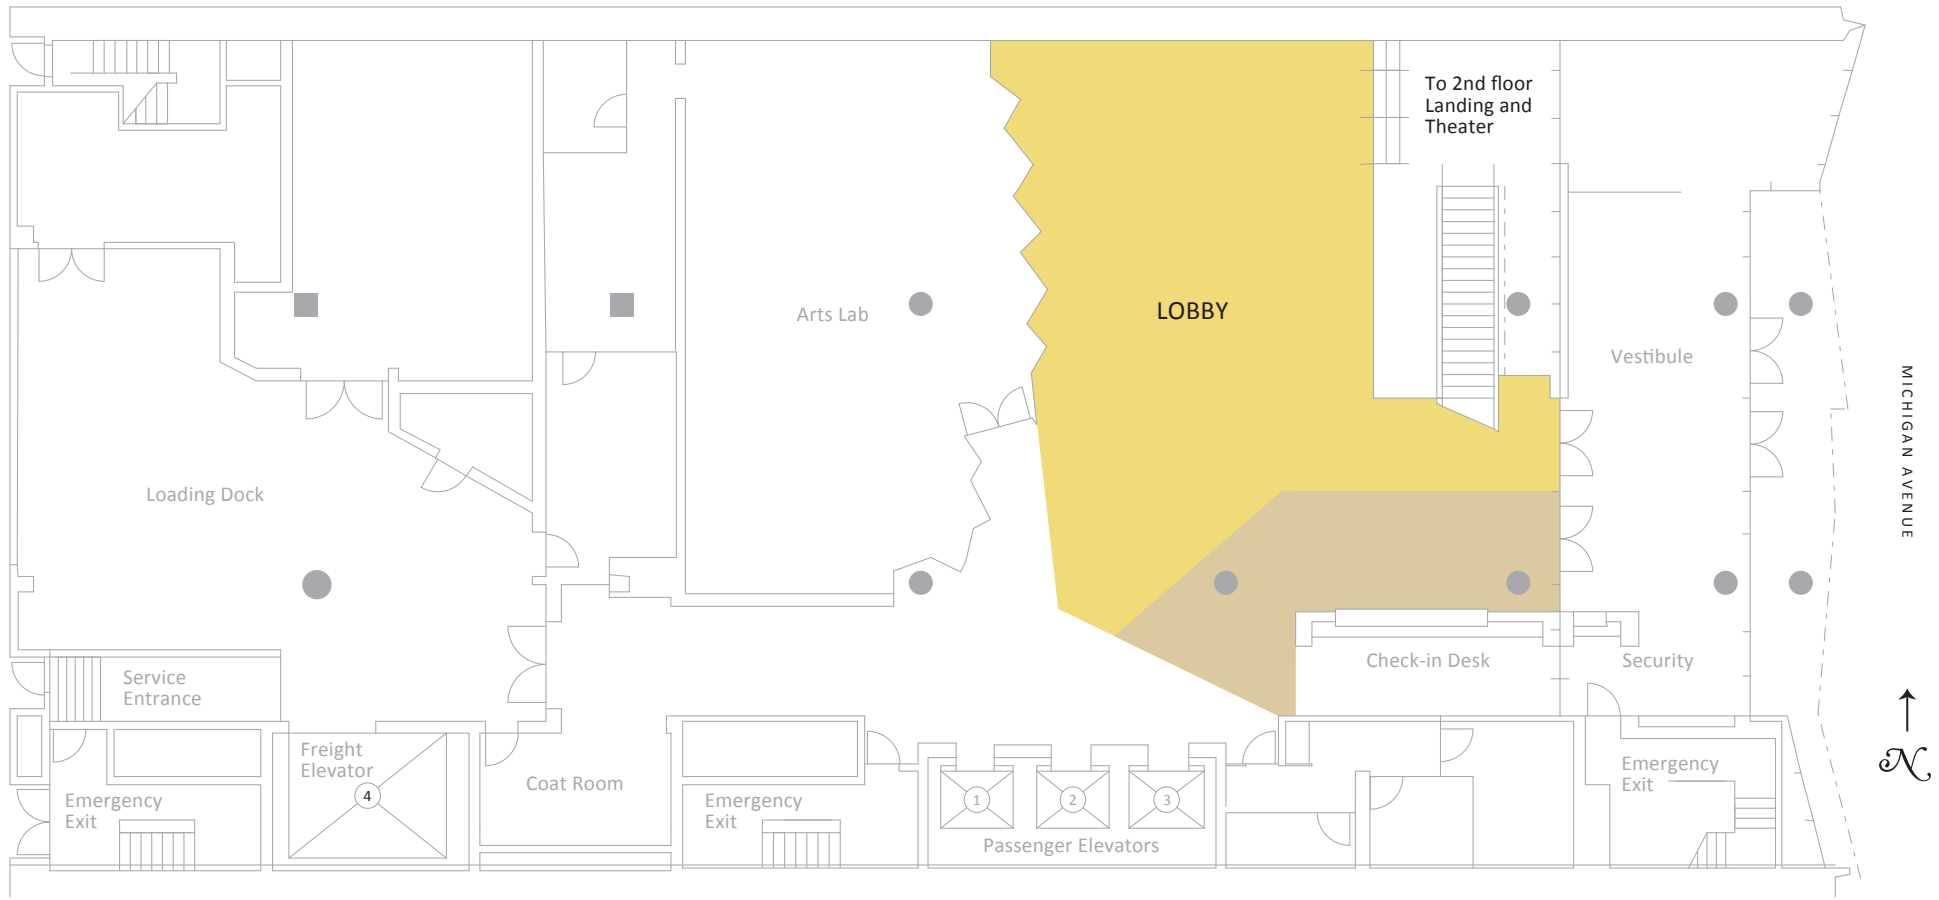 To 2nd floor
Landing and
Theater
LOBBY
Arts Lab
Vestibule
MICHIGAN AVENUE
Loading Dock
Check-in Desk
Security
Service
Entrance
Freight
Elevator
4
Coat Room
Emergency
Exit
Emergency
Exit
1
2
3
Passenger Elevators
Emergency
Exit
N